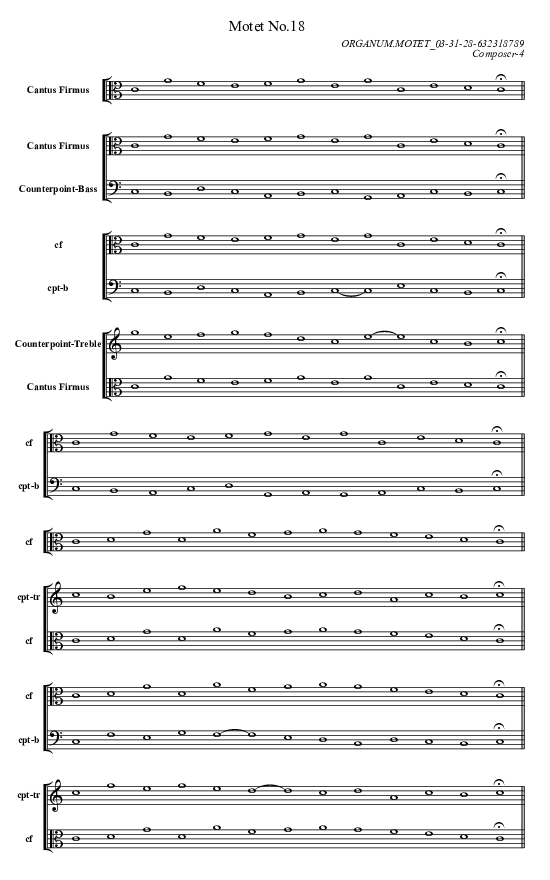 Motet No.18
ORGANUM.MOTET_03-31-28-632318789
Composer-4
Cantus Firmus
Cantus Firmus
Counterpoint-Bass
cf
cpt-b
Counterpoint-Treble
Cantus Firmus
cf
cpt-b
cf
cpt-tr
cf
cf
cpt-b
cpt-tr
cf